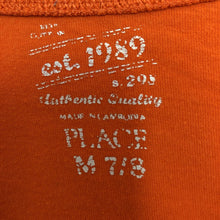 est. 1989
Authentic Quality
MADE IN CAMBODIA
PLACE
M 7/8